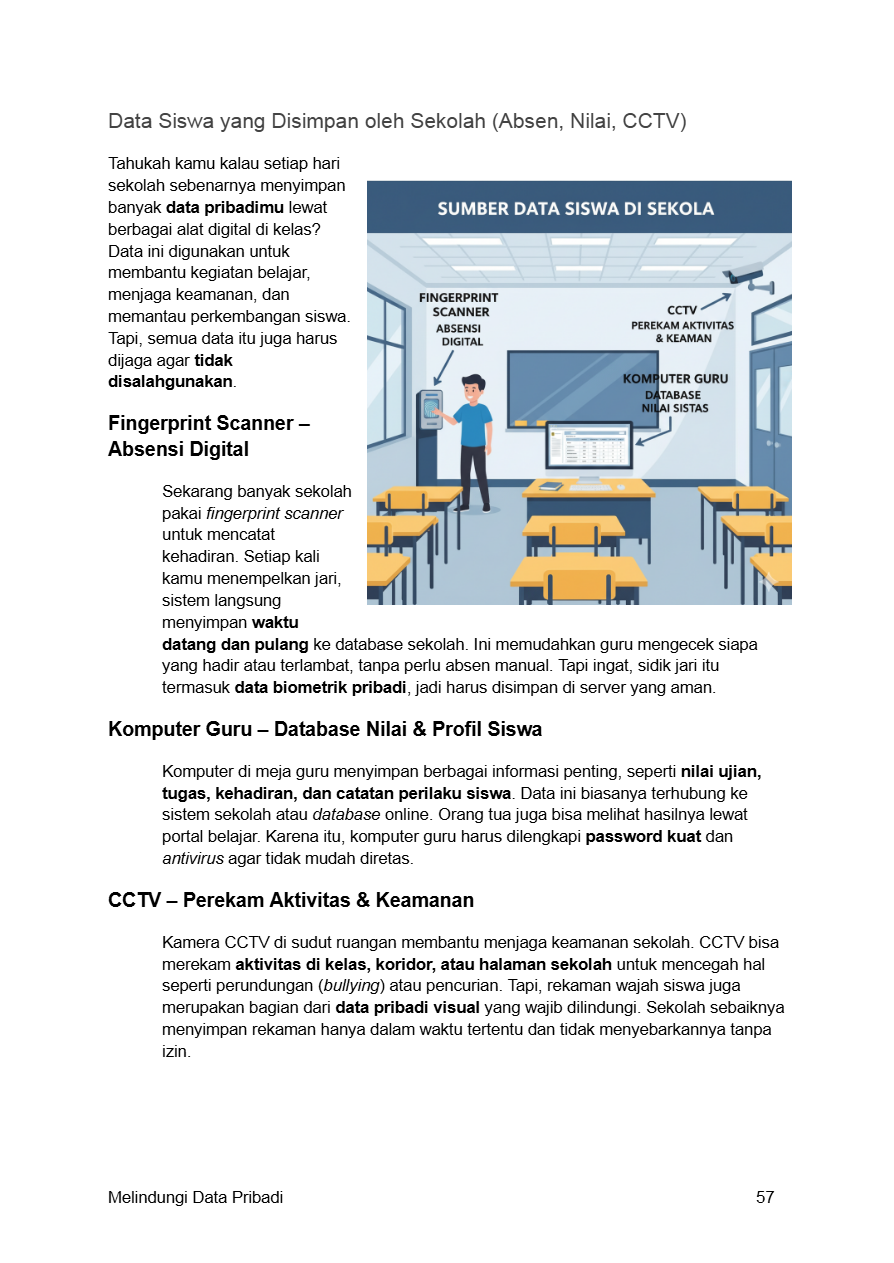 Data Siswa yang Disimpan oleh Sekolah (Absen, Nilai, CCTV)
Tahukah kamu kalau setiap hari
sekolah sebenarnya menyimpan
banyak data pribadimu lewat
berbagai alat digital di kelas?
Data ini digunakan untuk
membantu kegiatan belajar,
menjaga keamanan, dan
memantau perkembangan siswa.
Tapi, semua data itu juga harus
dijaga agar tidak
disalahgunakan.
SUMBER DATA SISWA DI SEKOLA
FINGERPRINT
SCANNER
ABSENSI
DIGITAL
CCTV
PEREKAM AKTIVITAS
& KEAMAN
KOMPUTER GURU
DATABASE
NILAI SISTAS
Fingerprint Scanner –
Absensi Digital
Sekarang banyak sekolah
pakai fingerprint scanner
untuk mencatat
kehadiran. Setiap kali
kamu menempelkan jari,
sistem langsung
menyimpan waktu
datang dan pulang ke database sekolah. Ini memudahkan guru mengecek siapa
yang hadir atau terlambat, tanpa perlu absen manual. Tapi ingat, sidik jari itu
termasuk data biometrik pribadi, jadi harus disimpan di server yang aman.
Komputer Guru – Database Nilai & Profil Siswa
Komputer di meja guru menyimpan berbagai informasi penting, seperti nilai ujian,
tugas, kehadiran, dan catatan perilaku siswa. Data ini biasanya terhubung ke
sistem sekolah atau database online. Orang tua juga bisa melihat hasilnya lewat
portal belajar. Karena itu, komputer guru harus dilengkapi password kuat dan
antivirus agar tidak mudah diretas.
CCTV – Perekam Aktivitas & Keamanan
Kamera CCTV di sudut ruangan membantu menjaga keamanan sekolah. CCTV bisa
merekam aktivitas di kelas, koridor, atau halaman sekolah untuk mencegah hal
seperti perundungan (bullying) atau pencurian. Tapi, rekaman wajah siswa juga
merupakan bagian dari data pribadi visual yang wajib dilindungi. Sekolah sebaiknya
menyimpan rekaman hanya dalam waktu tertentu dan tidak menyebarkannya tanpa
izin.
Melindungi Data Pribadi 57